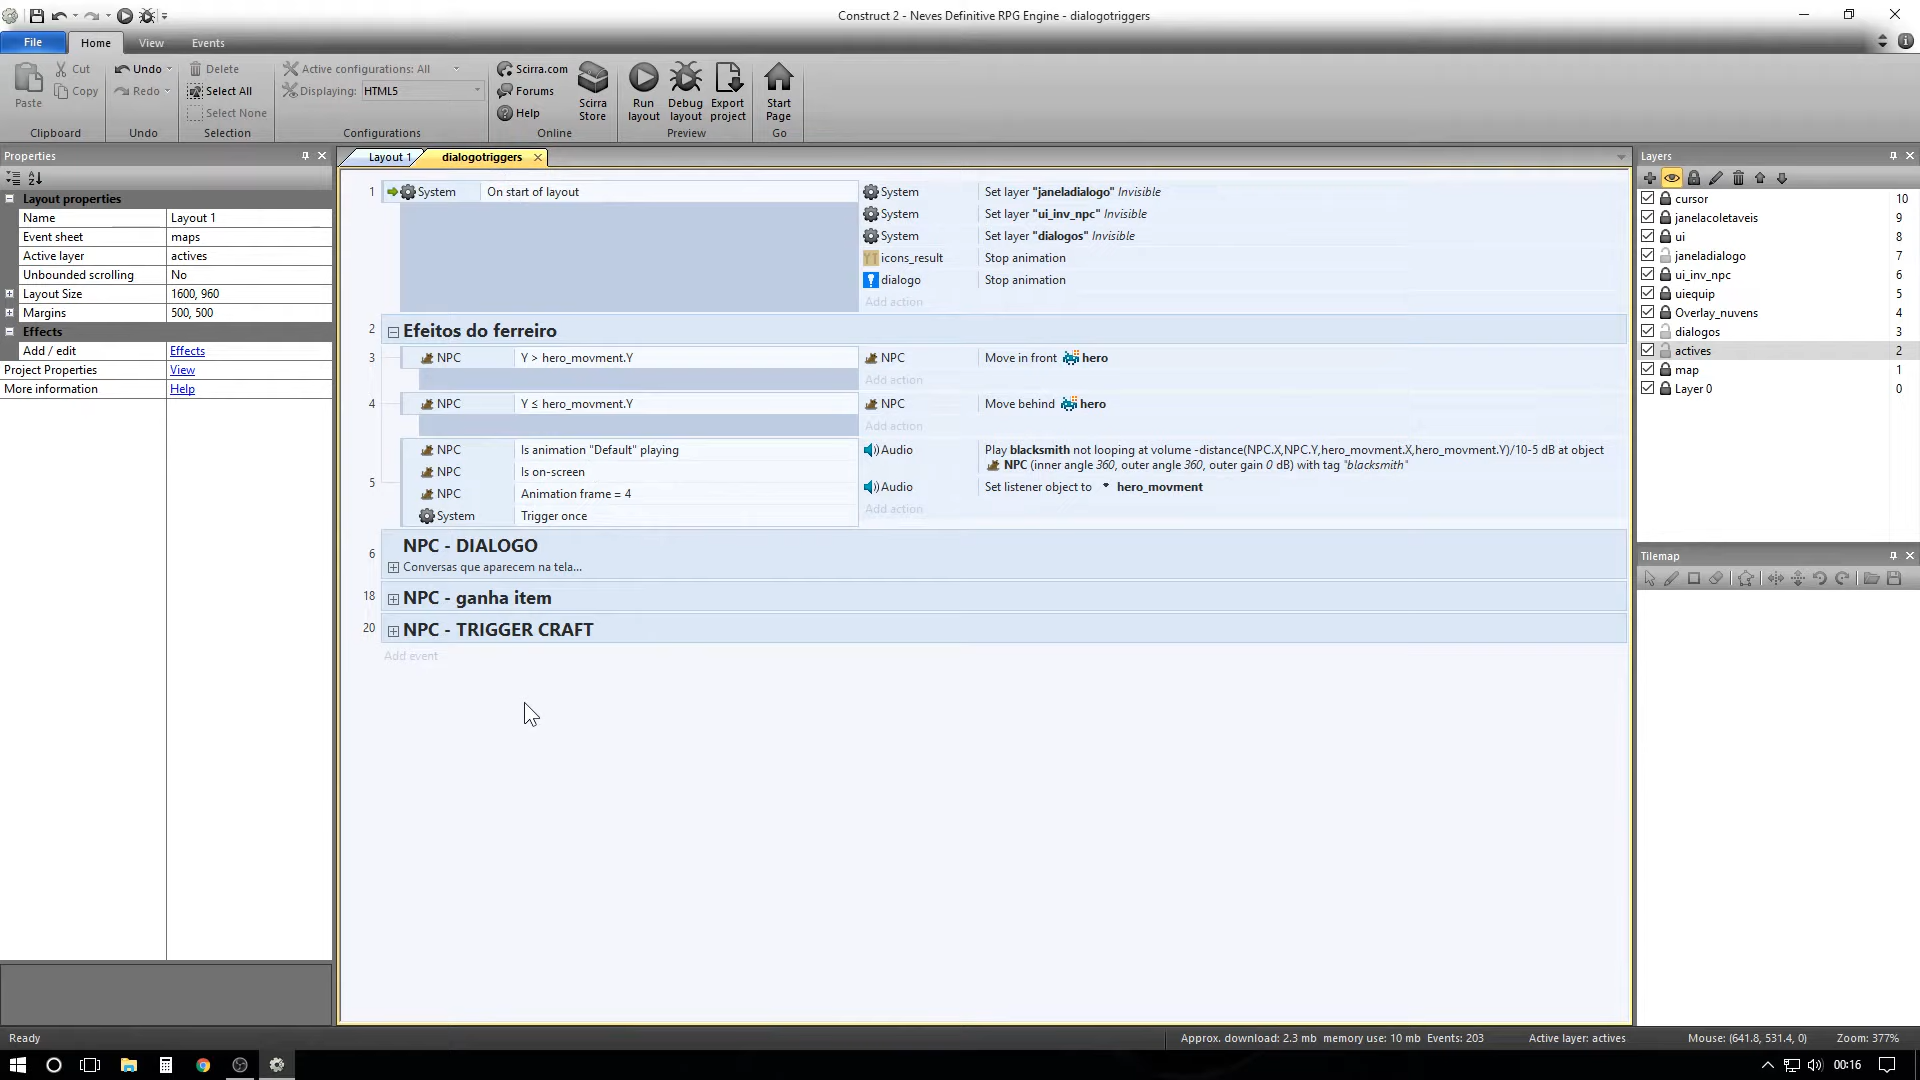 Construct 2 - Neves Definitive RPG Engine - dialogotriggers
File Home View Events
Paste
Cut
Copy
Clipboard
Undo
Redo
Undo
Delete
Select All
Select None
Selection
Active configurations: All
Displaying: HTML5
Configurations
Scirra.com
Forums
Help
Scirra Store
Online
Run layout
Debug layout
Export project
Preview
Start Page
Go
Properties
Layout properties
Name Layout 1
Event sheet maps
Active layer actives
Unbounded scrolling No
Layout Size 1600, 960
Margins 500, 500
Effects
Add / edit Effects
Project Properties View
More information Help
Layout 1 dialogotriggers
1 System On start of layout
System Set layer "janeladialogo" Invisible
System Set layer "ui_inv_npc" Invisible
System Set layer "dialogos" Invisible
icons_result Stop animation
dialogo Stop animation
Add action
2 Efeitos do ferreiro
3 NPC Y > hero_movment.Y NPC Move in front hero
Add action
4 NPC Y ≤ hero_movment.Y NPC Move behind hero
Add action
5
NPC Is animation "Default" playing
NPC Is on-screen
NPC Animation frame = 4
System Trigger once
Audio Play blacksmith not looping at volume -distance(NPC.X,NPC.Y,hero_movment.X,hero_movment.Y)/10-5 dB at object
NPC (inner angle 360, outer angle 360, outer gain 0 dB) with tag "blacksmith"
Audio Set listener object to hero_movment
Add action
6 NPC - DIALOGO
Conversas que aparecem na tela...
18 NPC - ganha item
20 NPC - TRIGGER CRAFT
Add event
Layers
cursor 10
janelacoletaveis 9
ui 8
janeladialogo 7
ui_inv_npc 6
uiequip 5
Overlay_nuvens 4
dialogos 3
actives 2
map 1
Layer 0 0
Tilemap
Ready
Approx. download: 2.3 mb memory use: 10 mb Events: 203
Active layer: actives
Mouse: (641.8, 531.4, 0)
Zoom: 377%
00:16